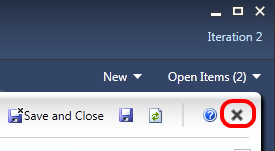 Iteration 2
New Open Items (2)
Save and Close